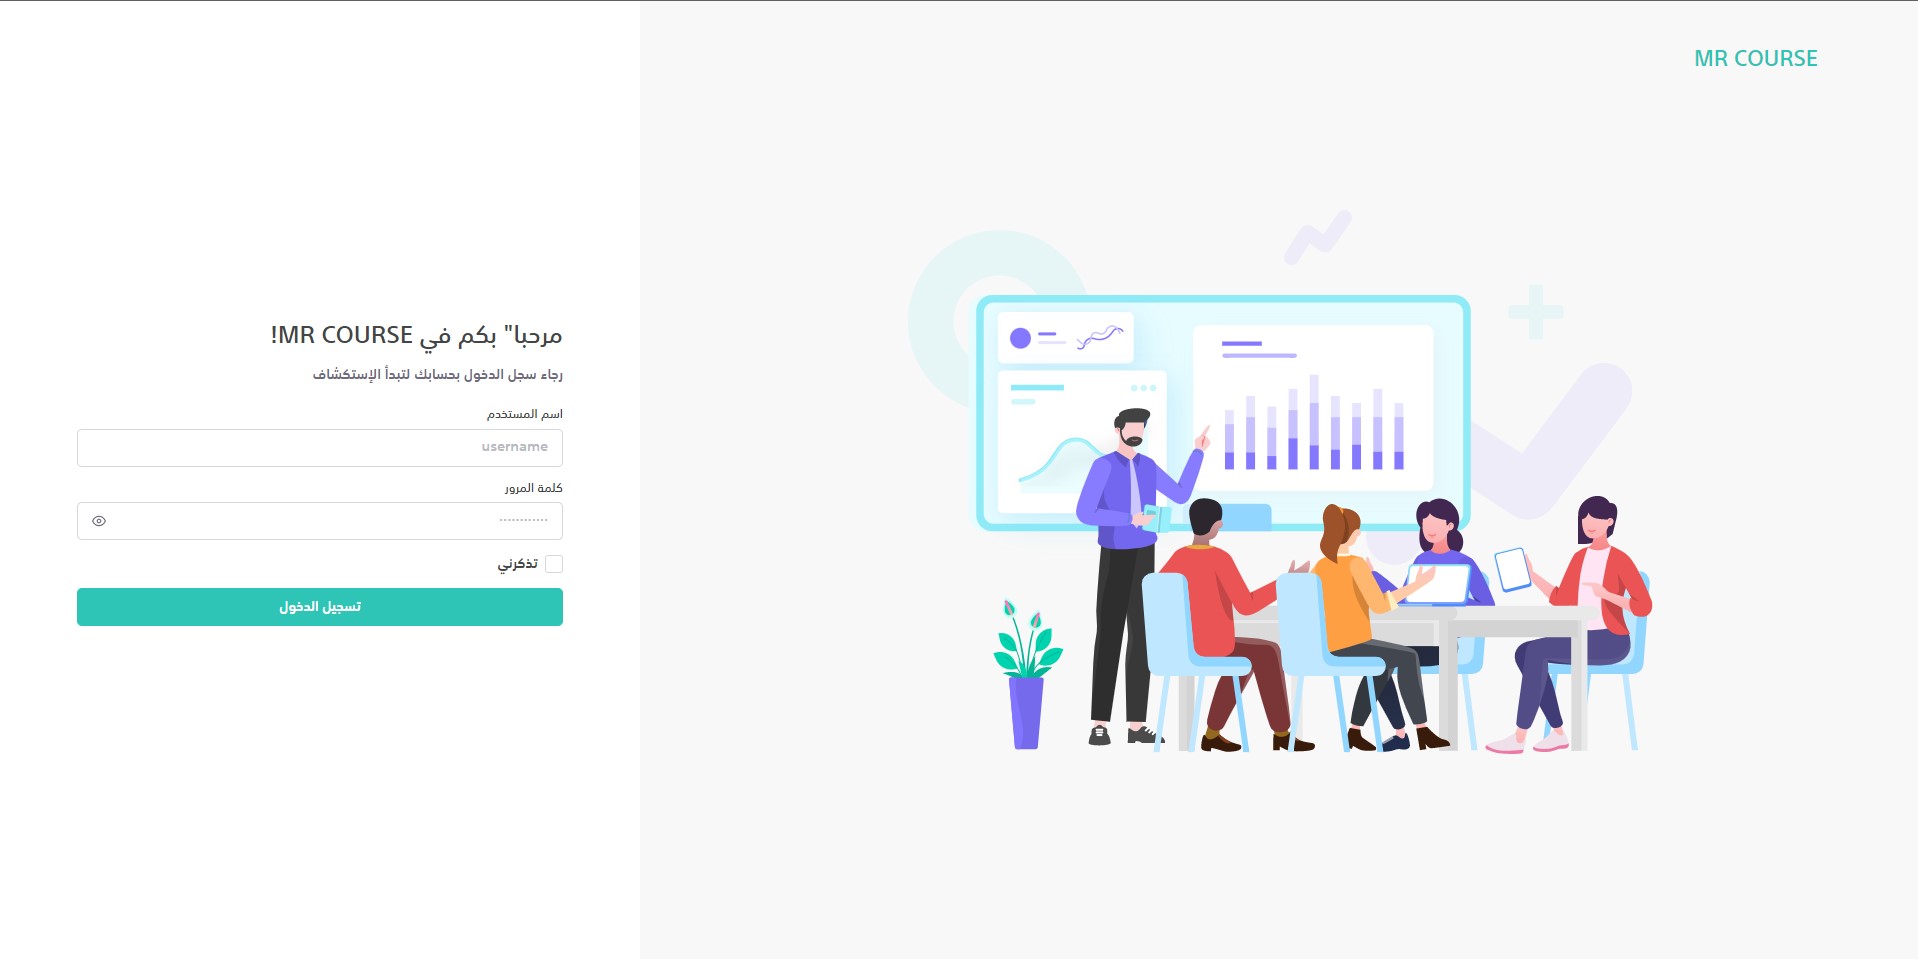 MR COURSE
مرحبا" بكم في MR COURSE!
رجاء سجل الدخول بحسابك لتبدأ الإستكشاف
اسم المستخدم
username
كلمة المرور
············
تذكرني
تسجيل الدخول